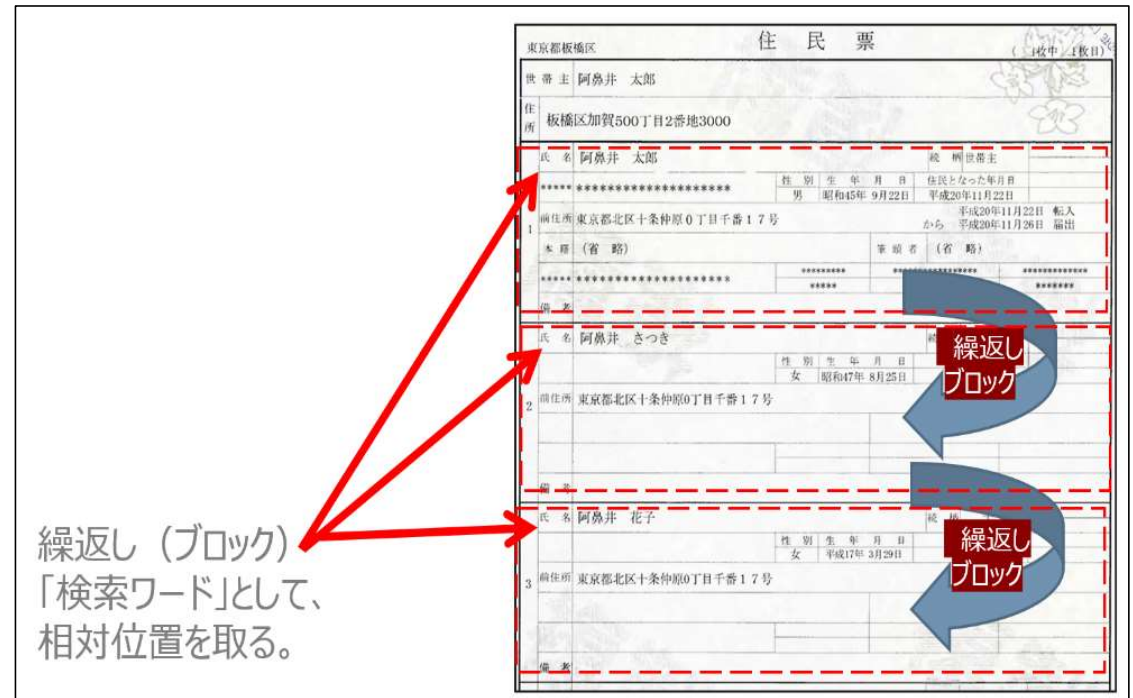 東京都板橋区
住 民 票
( 1枚中 1枚目)
世 帯 主 阿鼻井 太郎
住所 板橋区加賀500丁目2番地3000
1
氏 名 阿鼻井 太郎 続 柄 世帯主
***** ********************
性 別 生 年 月 日 住民となった年月日
男 昭和45年 9月22日 平成20年11月22日
前住所 東京都北区十条仲原0丁目千番17号
平成20年11月22日 転入
から 平成20年11月26日 届出
本 籍 (省 略) 筆 頭 者 (省 略)
***** ********************
備 考
2
氏 名 阿鼻井 さつき
性 別 生 年 月 日
女 昭和47年 8月25日
前住所 東京都北区十条仲原0丁目千番17号
備 考
繰返し
ブロック
3
氏 名 阿鼻井 花子 続 柄
性 別 生 年 月 日
女 平成17年 3月29日
前住所 東京都北区十条仲原0丁目千番17号
備 考
繰返し
ブロック
繰返し（ブロック）
「検索ワード」として、
相対位置を取る。